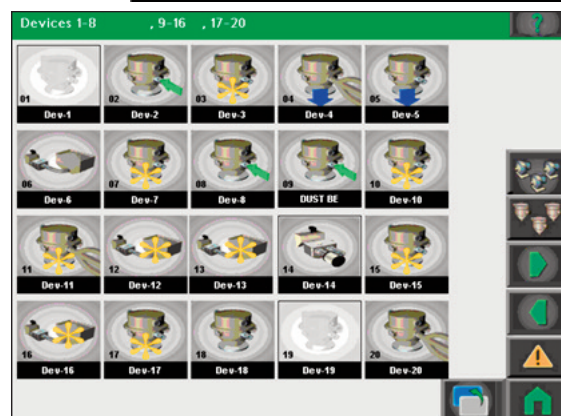 Devices 1-8 , 9-16 , 17-20
?
01 02 03 04 05
Dev-1 Dev-2 Dev-3 Dev-4 Dev-5
06 07 08 09 10
Dev-6 Dev-7 Dev-8 DUST BE Dev-10
11 12 13 14 15
Dev-11 Dev-12 Dev-13 Dev-14 Dev-15
16 17 18 19 20
Dev-16 Dev-17 Dev-18 Dev-19 Dev-20